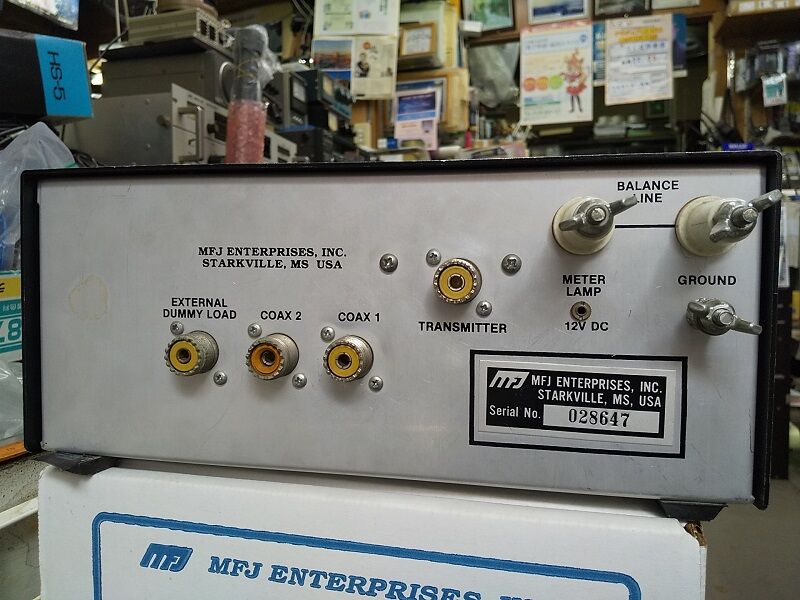 HS-5
BALANCE
LINE
MFJ ENTERPRISES, INC.
STARKVILLE, MS USA
METER
LAMP
12V DC
GROUND
EXTERNAL
DUMMY LOAD
COAX 2
COAX 1
TRANSMITTER
MFJ
MFJ ENTERPRISES, INC.
STARKVILLE, MS, USA
Serial No. 028647
MFJ
MFJ ENTERPRISES,